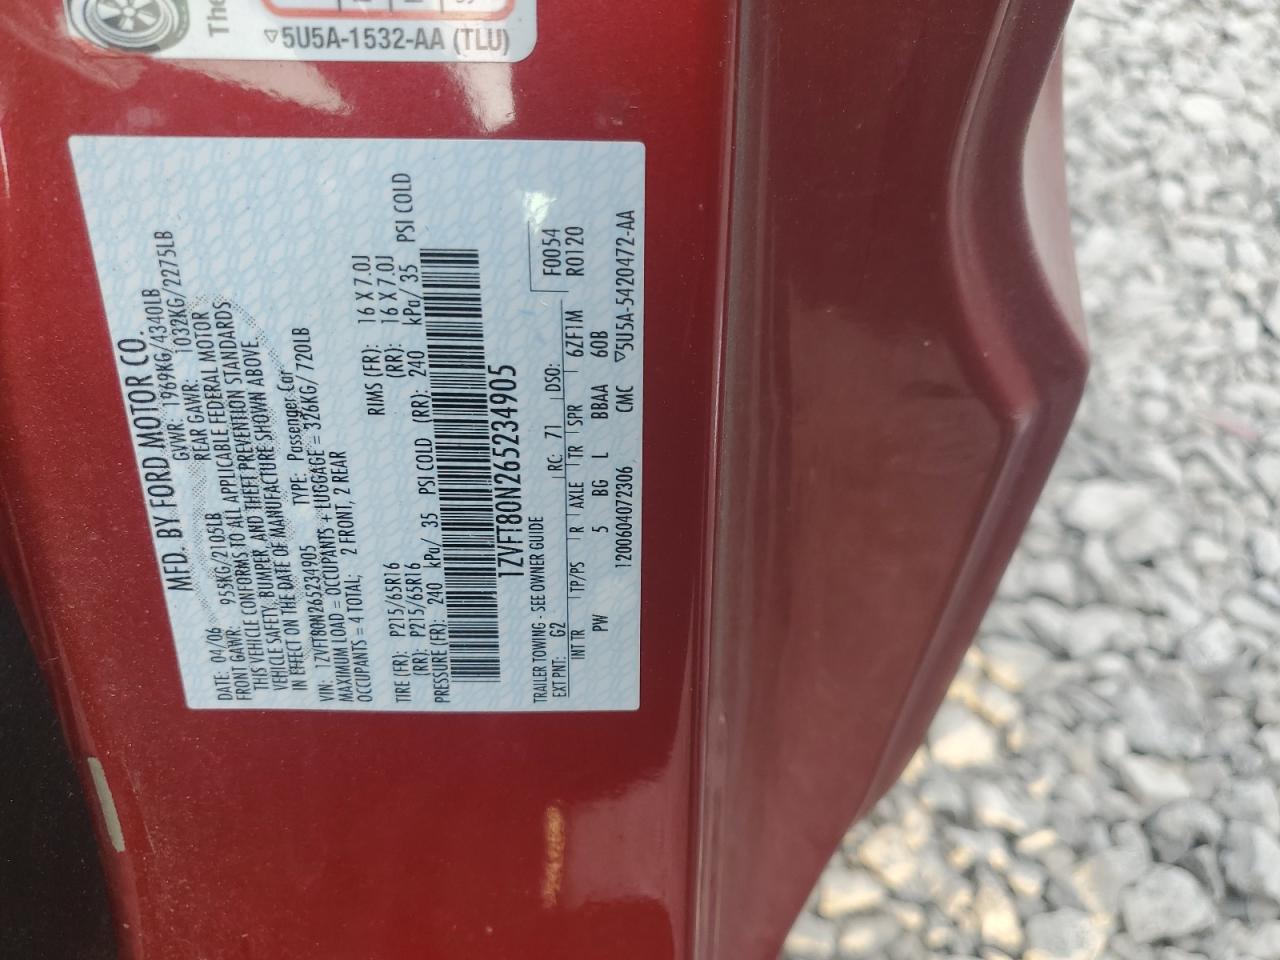 The
▽5U5A-1532-AA (TLU)
MFD. BY FORD MOTOR CO.
DATE: 04/06 GVWR: 1969KG/4340LB
FRONT GAWR: 955KG/2105LB REAR GAWR: 1032KG/2275LB
THIS VEHICLE CONFORMS TO ALL APPLICABLE FEDERAL MOTOR
VEHICLE SAFETY, BUMPER, AND THEFT PREVENTION STANDARDS
IN EFFECT ON THE DATE OF MANUFACTURE SHOWN ABOVE.
VIN: 1ZVFT80N265234905 TYPE: Passenger Car
MAXIMUM LOAD = OCCUPANTS + LUGGAGE = 326KG/720LB
OCCUPANTS = 4 TOTAL; 2 FRONT, 2 REAR
TIRE (FR): P215/65R16 RIMS (FR): 16 X 7.0J
(RR): P215/65R16 (RR): 16 X 7.0J
PRESSURE (FR): 240 kPa/ 35 PSI COLD (RR): 240 kPa/ 35 PSI COLD
1ZVFT80N265234905
TRAILER TOWING - SEE OWNER GUIDE F0054
EXT PNT: G2 RC: 71 DSO: R0120
INT TR TP/PS R AXLE TR SPR 6ZF1M
PW 5 BG L BBAA 60B
1200604072306 CMC ▽5U5A-5420472-AA